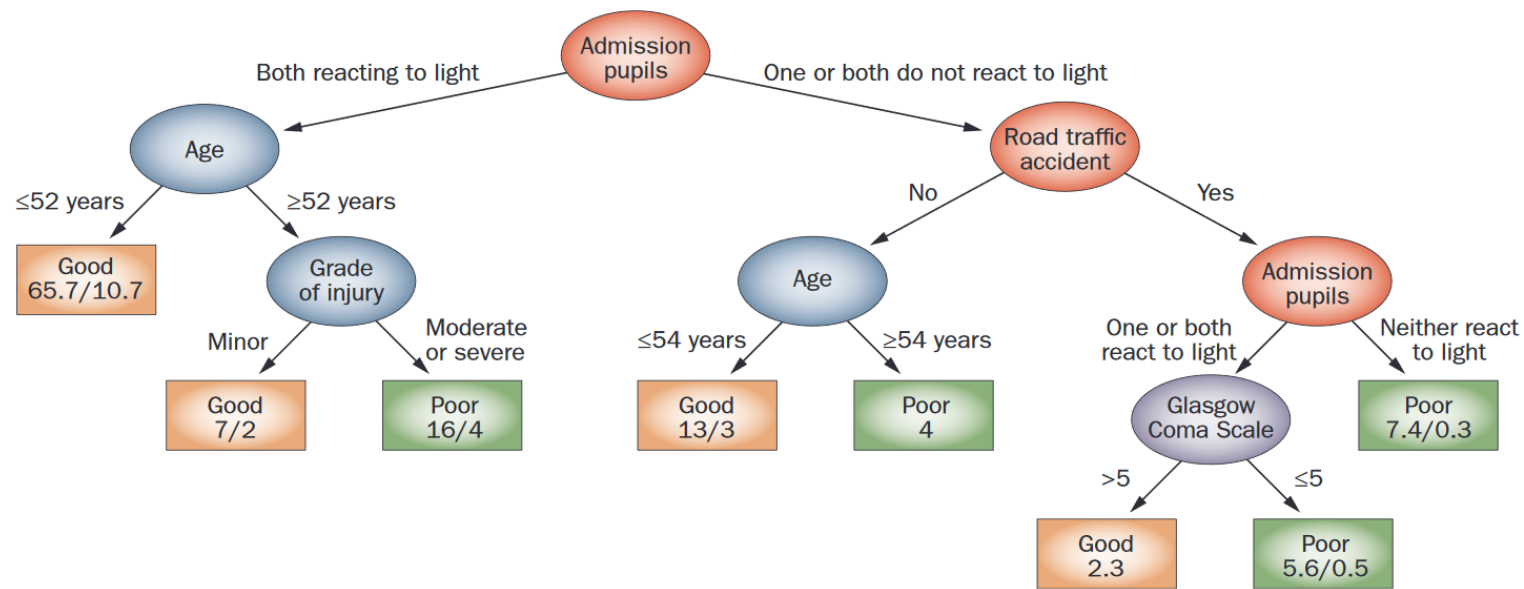 Admission
pupils
Both reacting to light
One or both do not react to light
Age
Road traffic
accident
≤52 years
≥52 years
No
Yes
Good
65.7/10.7
Grade
of injury
Age
Admission
pupils
Minor
Moderate
or severe
≤54 years
≥54 years
One or both
react to light
Neither react
to light
Good
7/2
Poor
16/4
Good
13/3
Poor
4
Glasgow
Coma Scale
Poor
7.4/0.3
>5
≤5
Good
2.3
Poor
5.6/0.5